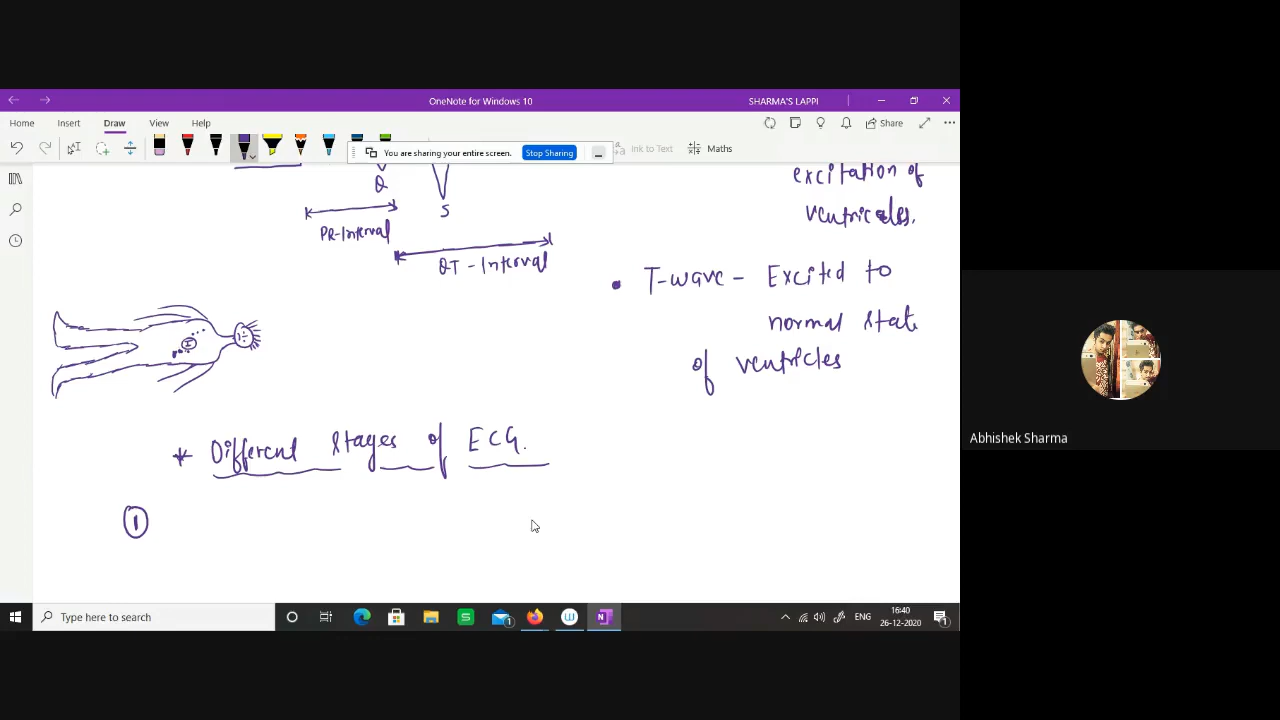 OneNote for Windows 10
SHARMA'S LAPPI
Home Insert Draw View Help
Share
You are sharing your entire screen. Stop Sharing
Ink to Text
Maths
Q
S
PR-Interval
QT-Interval
excitation of
ventricles.
• T-wave - Excited to
normal state
of ventricles
* Different stages of ECG.
1
Abhishek Sharma
Type here to search
ENG
16:40
26-12-2020